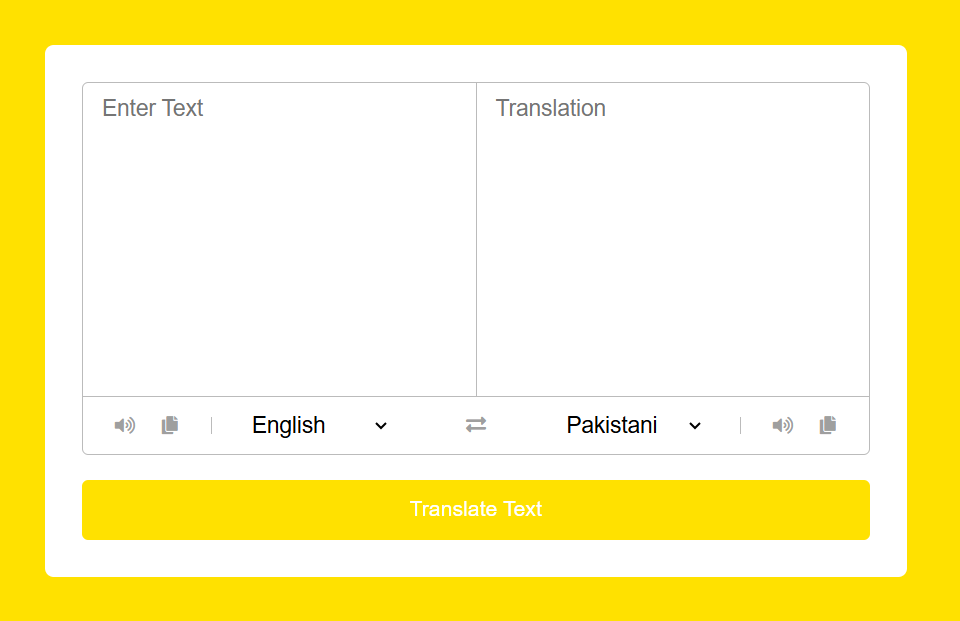 Enter Text
Translation
English
Pakistani
Translate Text